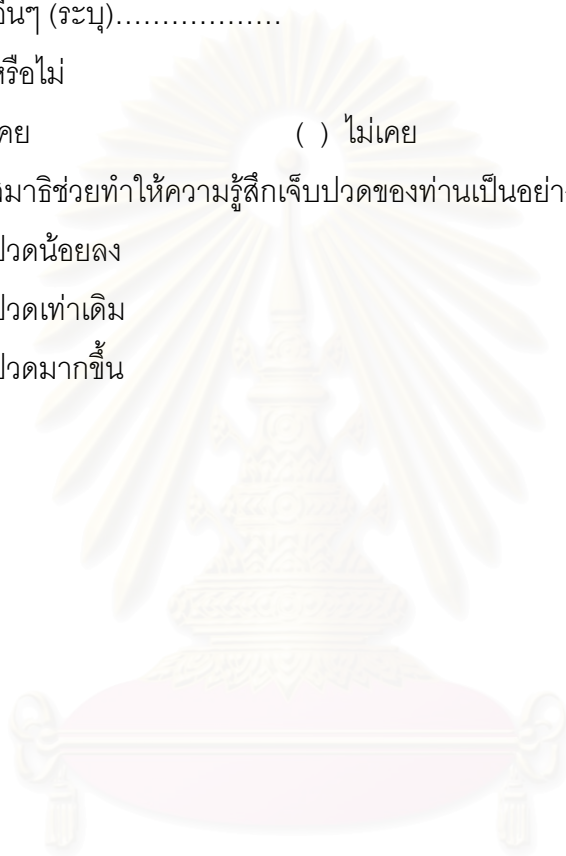 อื่นๆ (ระบุ)………………
หรือไม่
เคย ( ) ไม่เคย
สมาธิช่วยทำให้ความรู้สึกเจ็บปวดของท่านเป็นอย่า
ปวดน้อยลง
ปวดเท่าเดิม
ปวดมากขึ้น